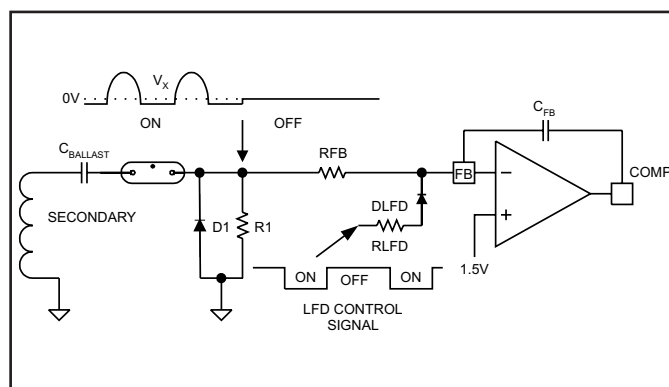 V_X
0V
ON
OFF
C_BALLAST
RFB
C_FB
FB
COMP
SECONDARY
D1
R1
DLFD
RLFD
−
+
1.5V
ON
OFF
ON
LFD CONTROL
SIGNAL